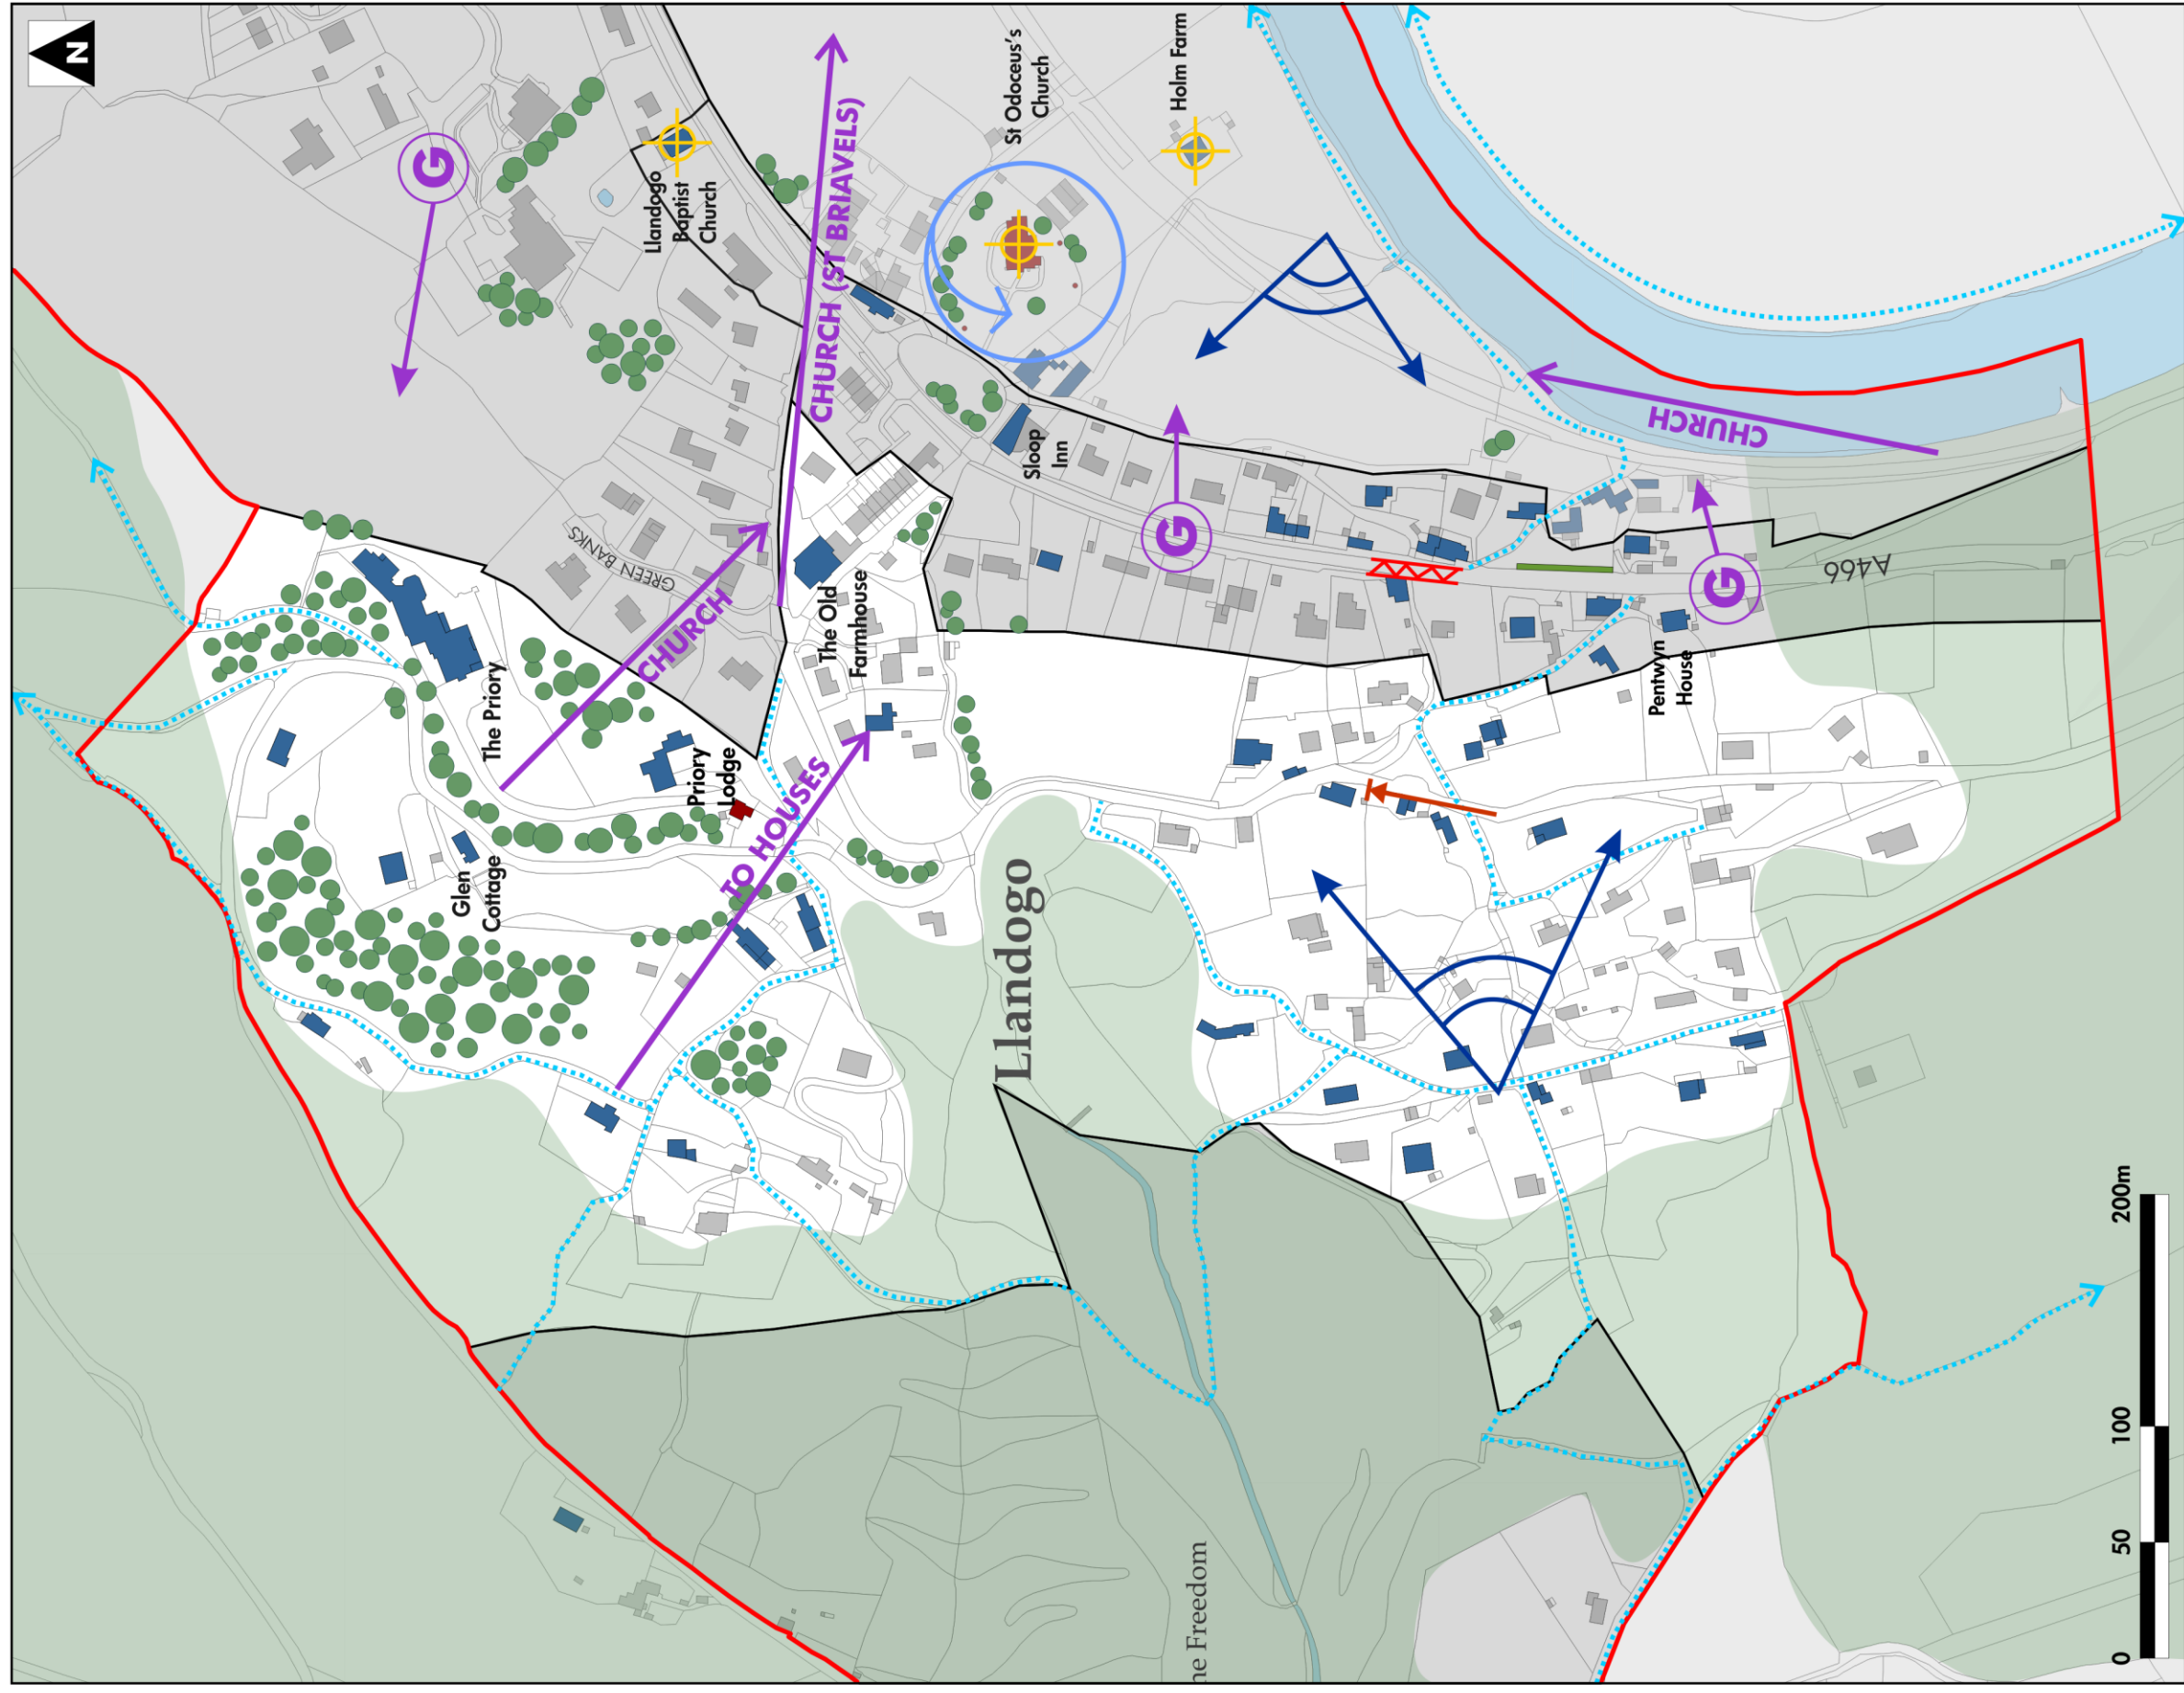 N
G
CHURCH (ST BRIAVELS)
St Odoceus's
Church
Holm Farm
Llandogo
Baptist
Church
GREEN BANKS
CHURCH
The Priory
Priory
Lodge
The Old
Farmhouse
Sloop
Inn
G
CHURCH
G
A466
Pentwyn
House
TO HOUSES
Glen
Cottage
Llandogo
Freedom
0
50
100
200m